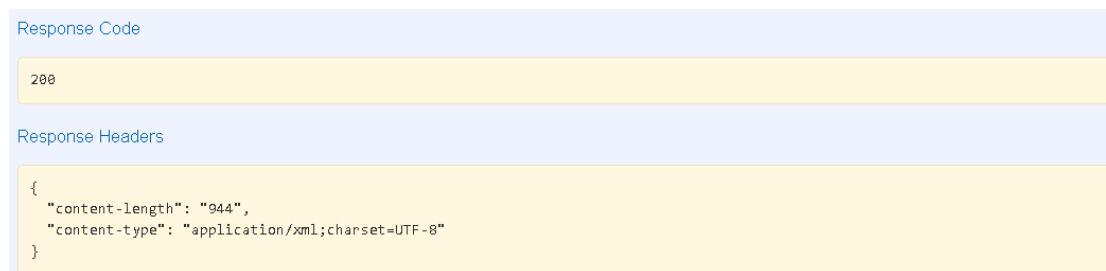 Response Code
200
Response Headers
{
"content-length": "944",
"content-type": "application/xml;charset=UTF-8"
}